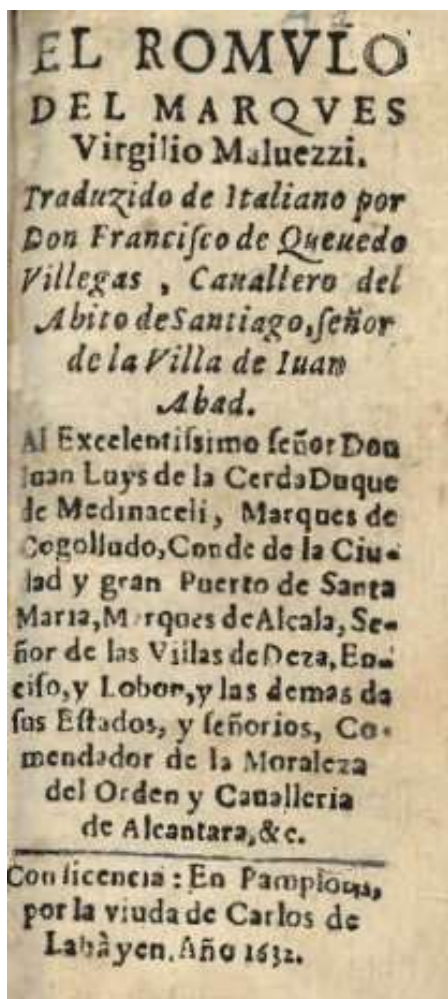 EL ROMVLO
DEL MARQVES
Virgilio Maluezzi.
Traduzido de Italiano por
Don Franciſco de Queuedo
Villegas, Cauallero del
Abito de Santiago, ſeñor
de la Villa de Iuan
Abad.
Al Excelentiſsimo ſeñor Don
Iuan Luys de la Cerda Duque
de Medinaceli, Marques de
Cogolludo, Conde de la Ciu-
dad y gran Puerto de Santa
Maria, Marques de Alcala, Se-
ñor de las Villas de Deza, En-
ciſo, y Lobon, y las demas de
ſus Eſtados, y ſeñorios, Co-
mendador de la Moraleza
del Orden y Caualleria
de Alcantara, &c.
Con licencia: En Pamplona,
por la viuda de Carlos de
Labàyen. Año 1632.